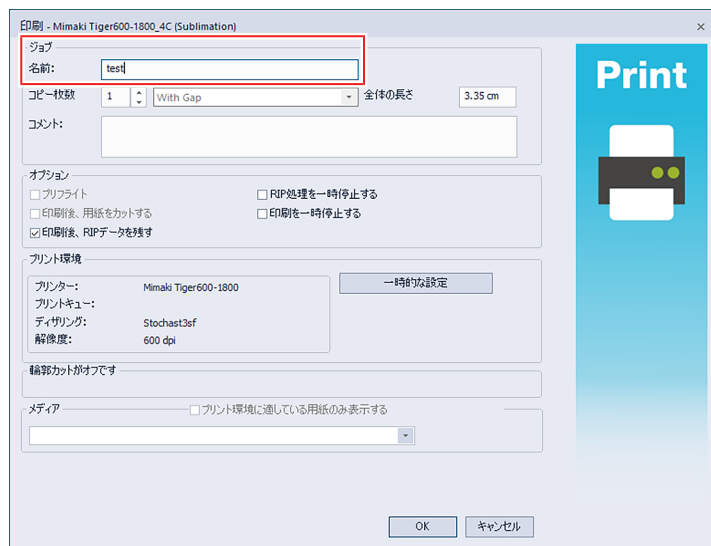 印刷 - Mimaki Tiger600-1800_4C (Sublimation)
ジョブ
名前: test
コピー枚数 1 With Gap 全体の長さ 3.35 cm
コメント:
オプション
プリフライト RIP処理を一時停止する
印刷後、用紙をカットする 印刷を一時停止する
印刷後、RIPデータを残す
プリント環境
プリンター: Mimaki Tiger600-1800 一時的な設定
プリントキュー:
ディザリング: Stochast3sf
解像度: 600 dpi
輪郭カットがオフです
メディア プリント環境に適している用紙のみ表示する
OK キャンセル
Print